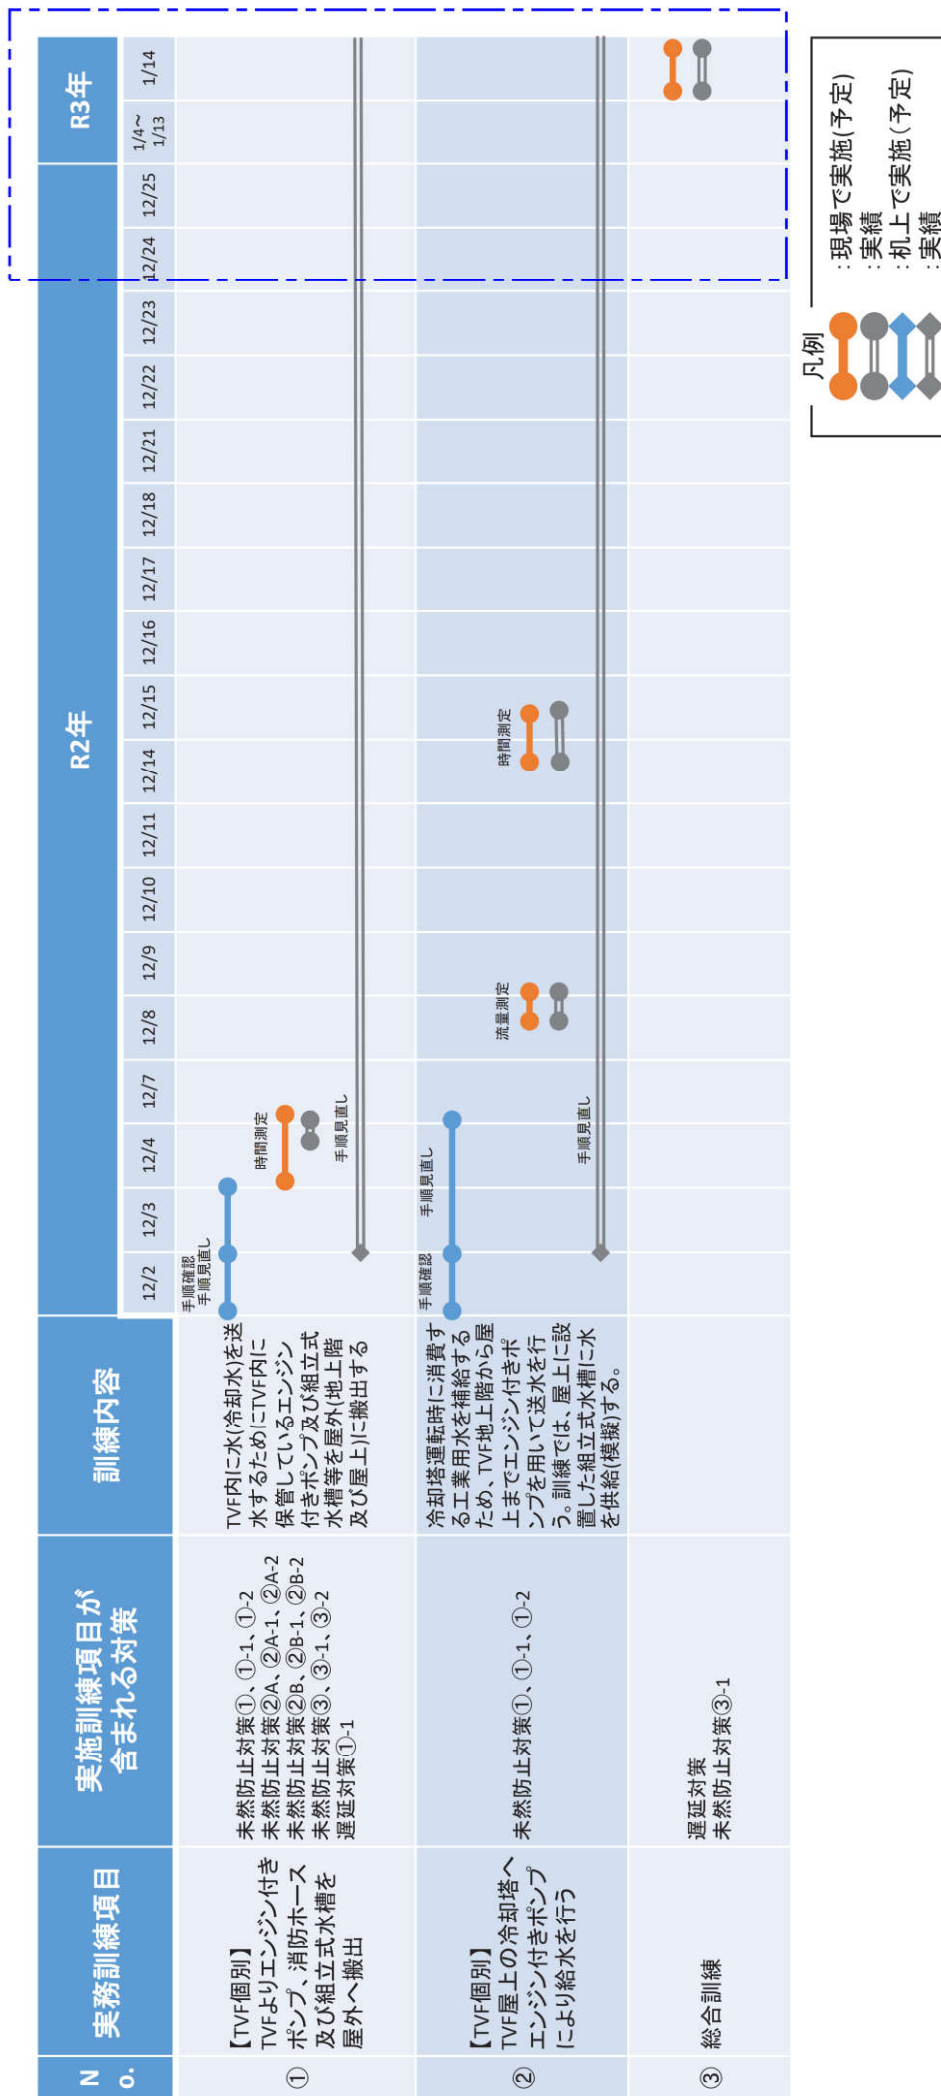 N
o.
実務訓練項目
実施訓練項目が
含まれる対策
訓練内容
R2年
R3年
12/2
12/3
12/4
12/7
12/8
12/9
12/10
12/11
12/14
12/15
12/16
12/17
12/18
12/21
12/22
12/23
12/24
12/25
1/4~
1/13
1/14
①
【TVF個別】
TVFよりエンジン付き
ポンプ、消防ホース
及び組立式水槽を
屋外へ搬出
未然防止対策①、①-1、①-2
未然防止対策②A、②A-1、②A-2
未然防止対策②B、②B-1、②B-2
未然防止対策③、③-1、③-2
遅延対策①-1
TVF内に水(冷却水)を送
水するためにTVF内に
保管しているエンジン
付きポンプ及び組立式
水槽等を屋外(地上階
及び屋上)に搬出する
手順確認
手順見直し
時間測定
手順見直し
②
【TVF個別】
TVF屋上の冷却塔へ
エンジン付きポンプ
により給水を行う
未然防止対策①、①-1、①-2
冷却塔運転時に消費す
る工業用水を補給する
ため、TVF地上階から屋
上までエンジン付きポ
ンプを用いて送水を行
う。訓練では、屋上に設
置した組立式水槽に水
を供給(模擬)する。
手順確認
手順見直し
流量測定
時間測定
手順見直し
③
総合訓練
遅延対策
未然防止対策③-1
凡例
:現場で実施(予定)
:実績
:机上で実施(予定)
:実績